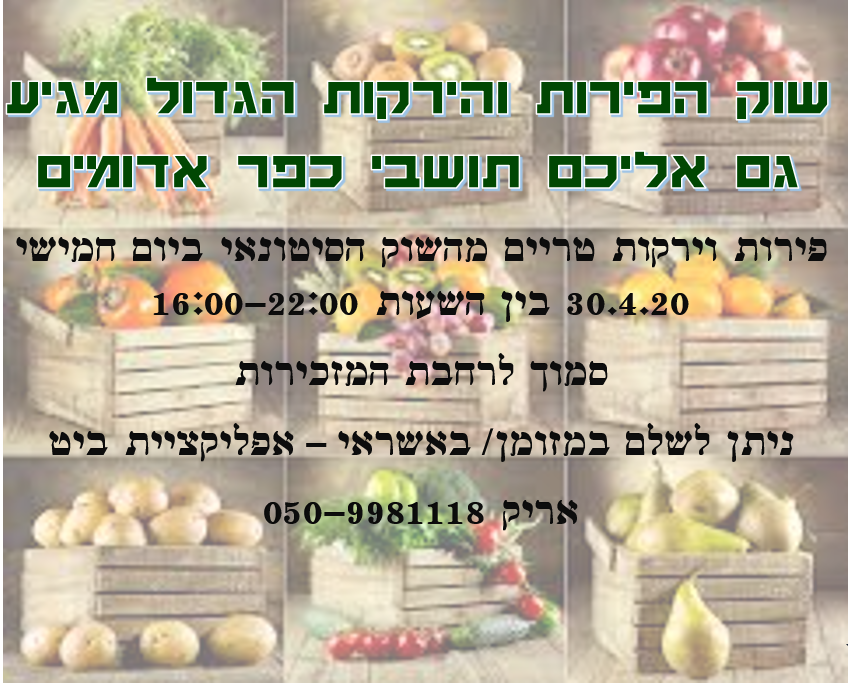 שוק הפירות והירקות הגדול מגיע
גם אליכם תושבי כפר אדומים
פירות וירקות טריים מהשוק הסיטונאי ביום חמישי
30.4.20 בין השעות 16:00-22:00
סמוך לרחבת המזכירות
ניתן לשלם במזומן/ באשראי – אפליקציית ביט
אריק 050-9981118